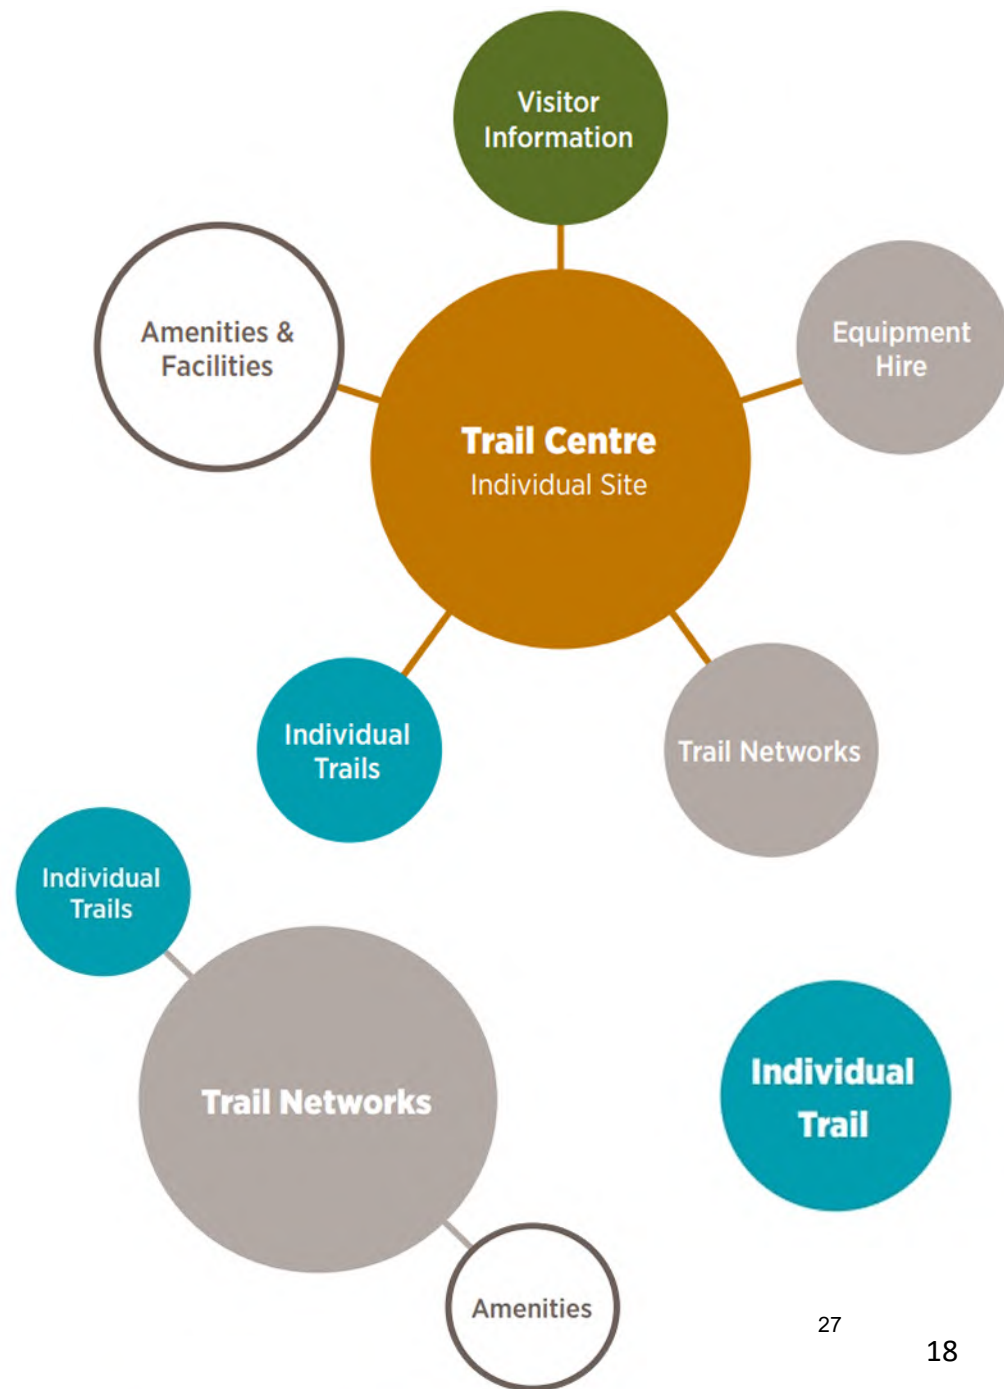 Visitor
Information
Amenities &
Facilities
Equipment
Hire
Trail Centre
Individual Site
Individual
Trails
Trail Networks
Individual
Trails
Trail Networks
Individual
Trail
Amenities
27
18